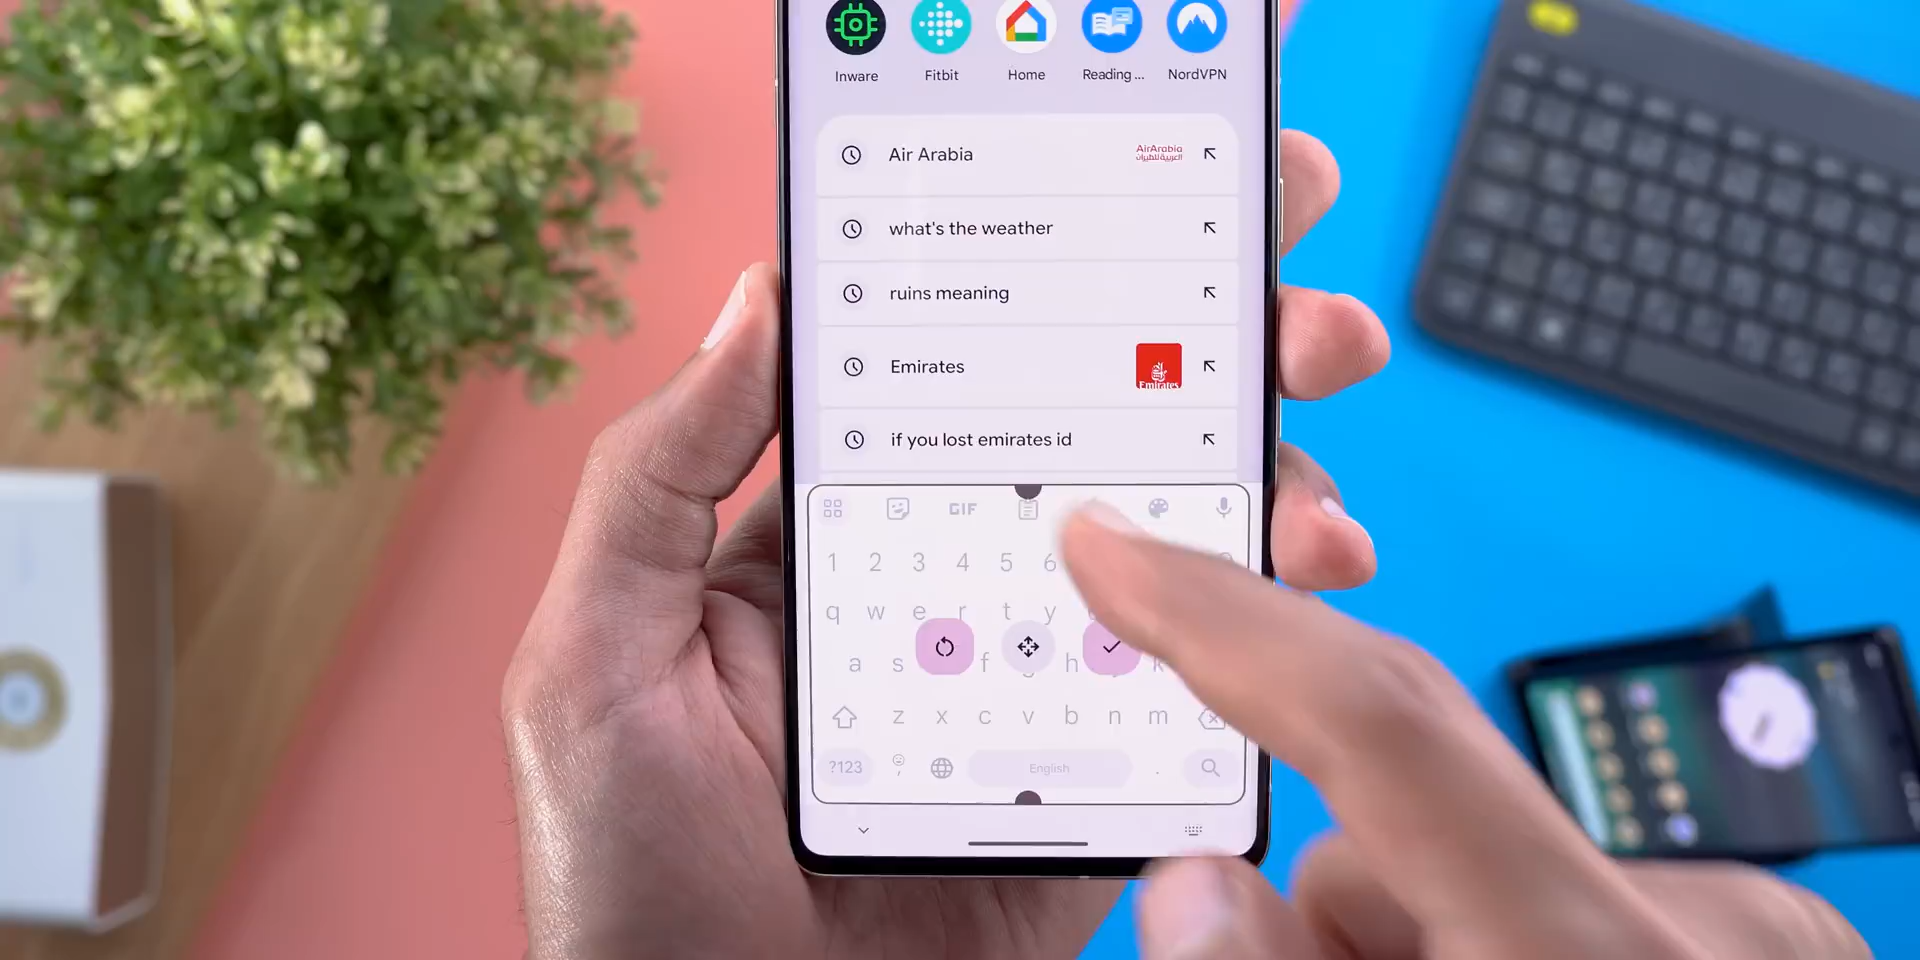 Inware Fitbit Home Reading ... NordVPN
Air Arabia AirArabia
العربية للطيران
what's the weather
ruins meaning
Emirates Emirates
if you lost emirates id
GIF
1 2 3 4 5 6
q w e r t y
a s f h k
z x c v b n m
?123 , English .